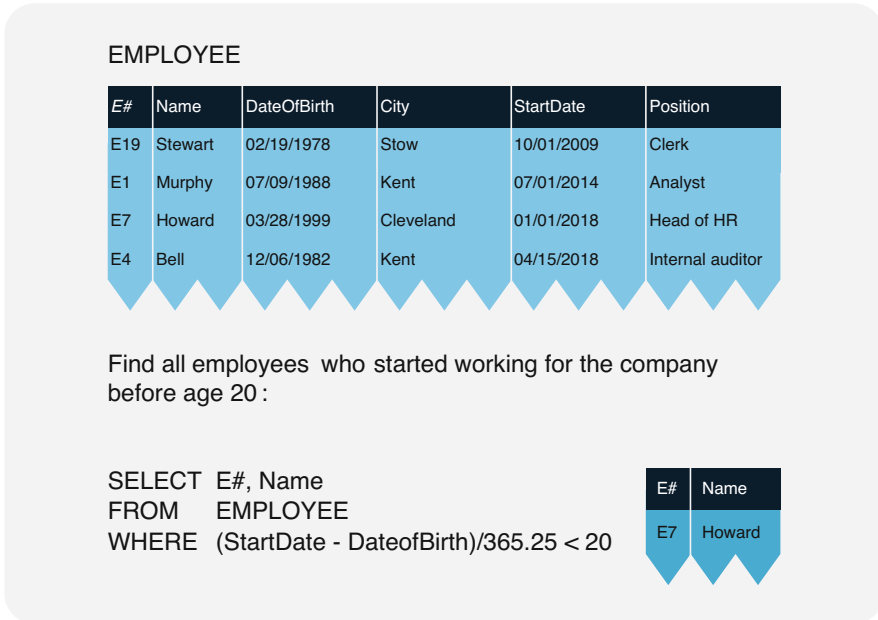 EMPLOYEE
E# Name DateOfBirth City StartDate Position
E19 Stewart 02/19/1978 Stow 10/01/2009 Clerk
E1 Murphy 07/09/1988 Kent 07/01/2014 Analyst
E7 Howard 03/28/1999 Cleveland 01/01/2018 Head of HR
E4 Bell 12/06/1982 Kent 04/15/2018 Internal auditor
Find all employees who started working for the company
before age 20 :
SELECT E#, Name
FROM EMPLOYEE
WHERE (StartDate - DateofBirth)/365.25 < 20
E# Name
E7 Howard